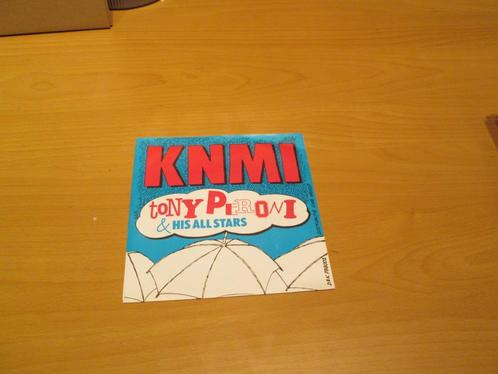 KNMI
tONY PERONI
& HIS ALL STARS